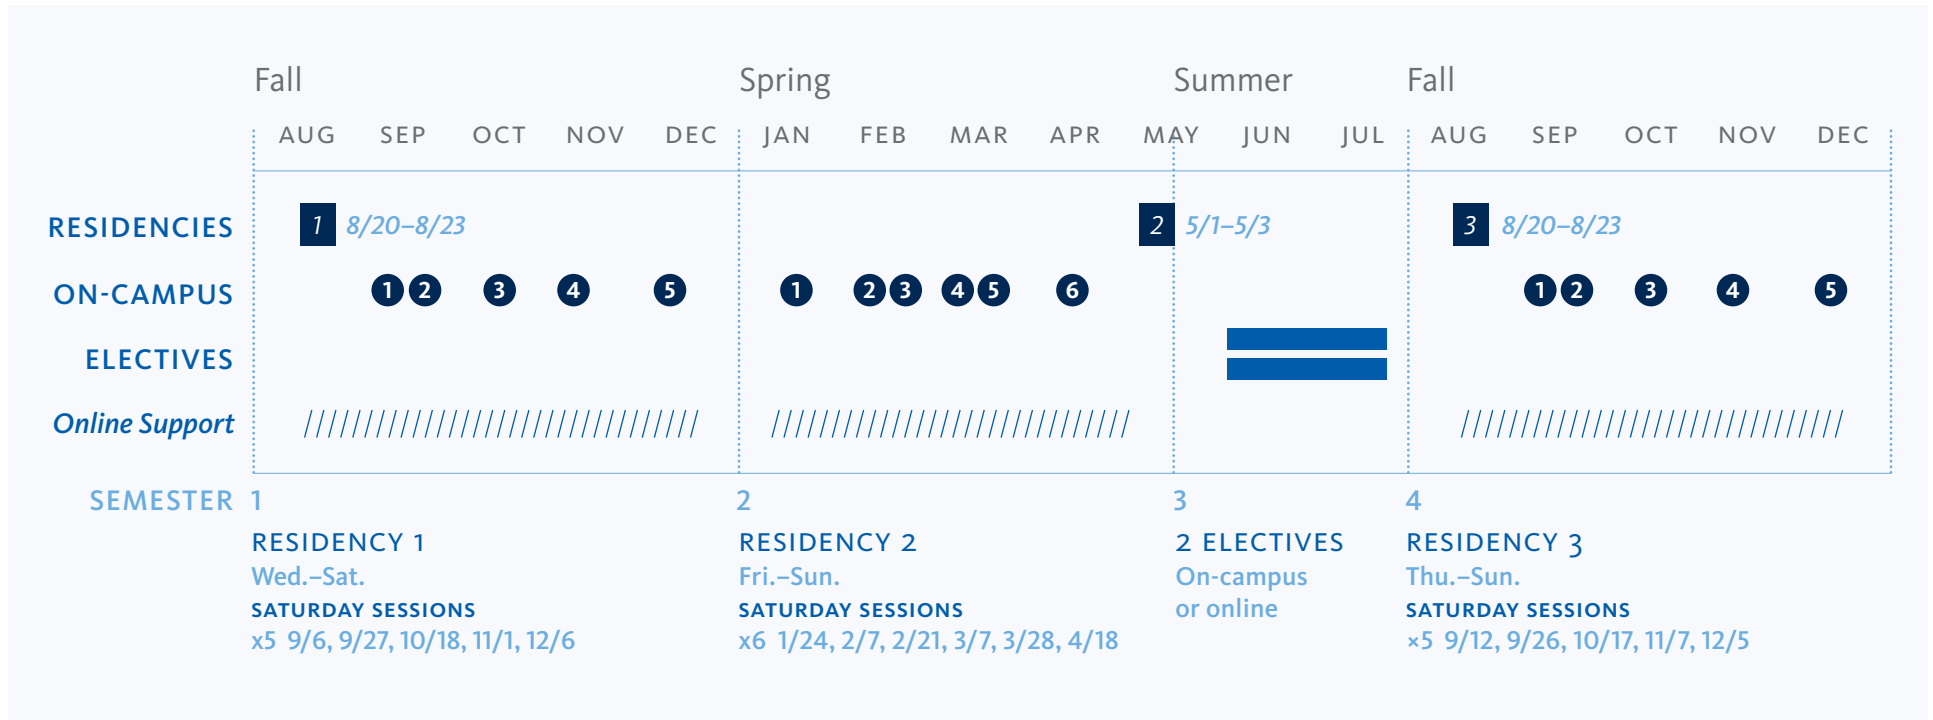 Fall Spring Summer Fall
AUG SEP OCT NOV DEC JAN FEB MAR APR MAY JUN JUL AUG SEP OCT NOV DEC
RESIDENCIES 1 8/20–8/23 2 5/1–5/3 3 8/20–8/23
ON-CAMPUS 1 2 3 4 5 1 2 3 4 5 6 1 2 3 4 5
ELECTIVES
Online Support
SEMESTER 1 2 3 4
RESIDENCY 1 RESIDENCY 2 2 ELECTIVES RESIDENCY 3
Wed.–Sat. Fri.–Sun. On-campus Thu.–Sun.
SATURDAY SESSIONS SATURDAY SESSIONS or online SATURDAY SESSIONS
x5 9/6, 9/27, 10/18, 11/1, 12/6 x6 1/24, 2/7, 2/21, 3/7, 3/28, 4/18 ×5 9/12, 9/26, 10/17, 11/7, 12/5